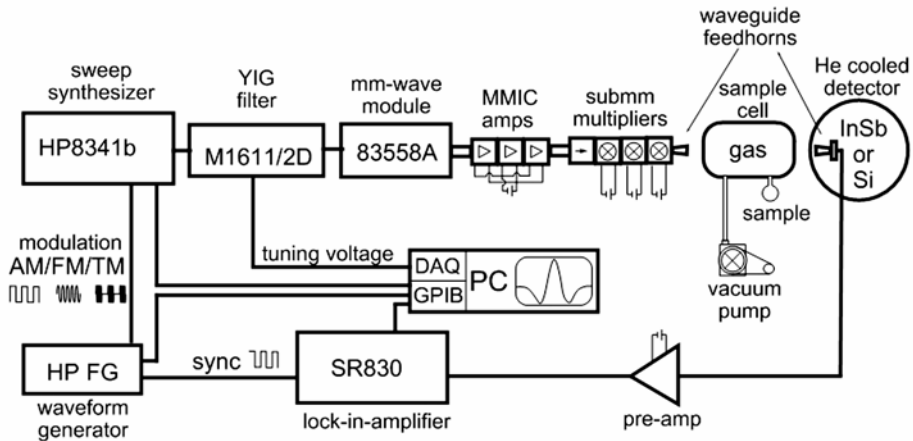 sweep
synthesizer
HP8341b
YIG
filter
M1611/2D
mm-wave
module
83558A
MMIC
amps
submm
multipliers
waveguide
feedhorns
sample
cell
gas
sample
vacuum
pump
He cooled
detector
InSb
or
Si
modulation
AM/FM/TM
tuning voltage
DAQ
GPIB
PC
HP FG
waveform
generator
sync
SR830
lock-in-amplifier
pre-amp